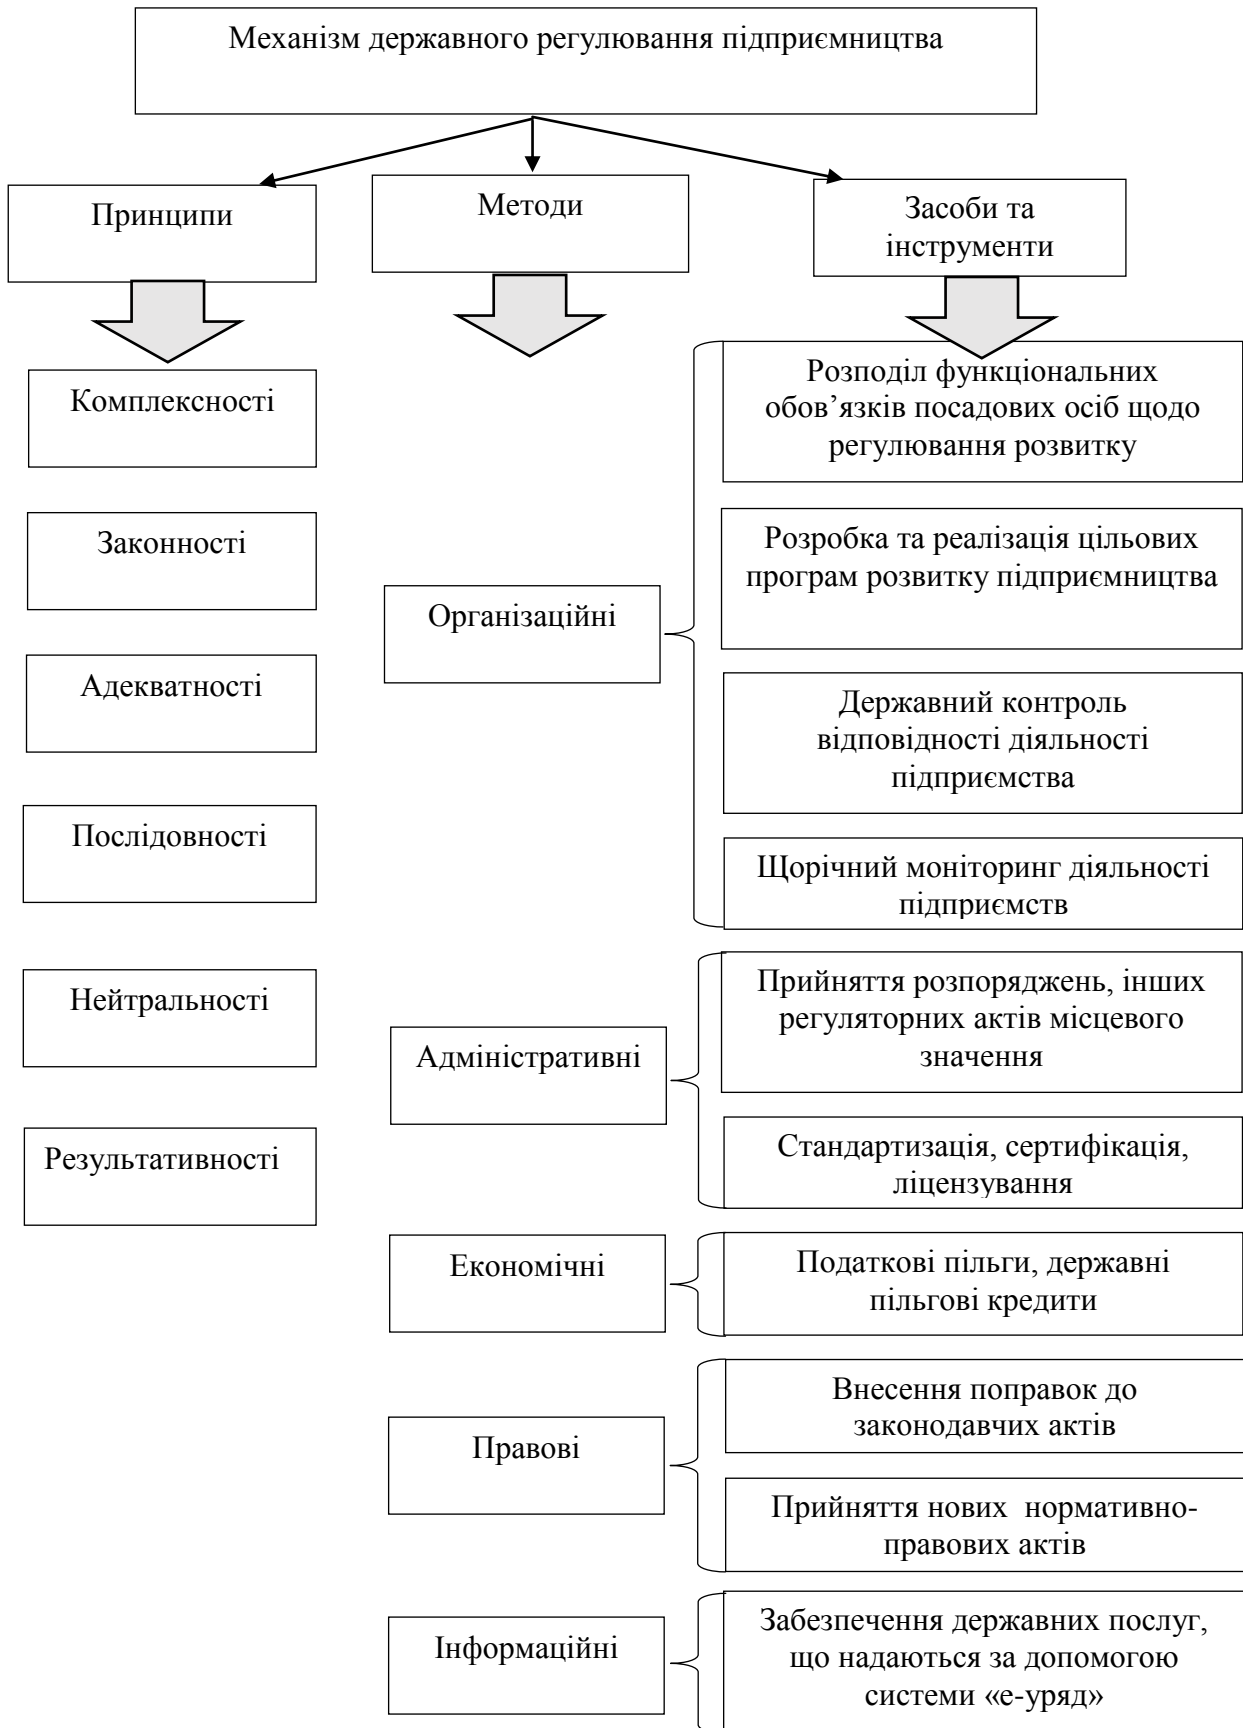 Механізм державного регулювання підприємництва
Принципи
Методи
Засоби та
інструменти
Комплексності
Законності
Адекватності
Послідовності
Нейтральності
Результативності
Організаційні
Розподіл функціональних
обов’язків посадових осіб щодо
регулювання розвитку
Розробка та реалізація цільових
програм розвитку підприємництва
Державний контроль
відповідності діяльності
підприємства
Щорічний моніторинг діяльності
підприємств
Адміністративні
Прийняття розпоряджень, інших
регуляторних актів місцевого
значення
Стандартизація, сертифікація,
ліцензування
Економічні
Податкові пільги, державні
пільгові кредити
Правові
Внесення поправок до
законодавчих актів
Прийняття нових нормативно-
правових актів
Інформаційні
Забезпечення державних послуг,
що надаються за допомогою
системи «е-уряд»